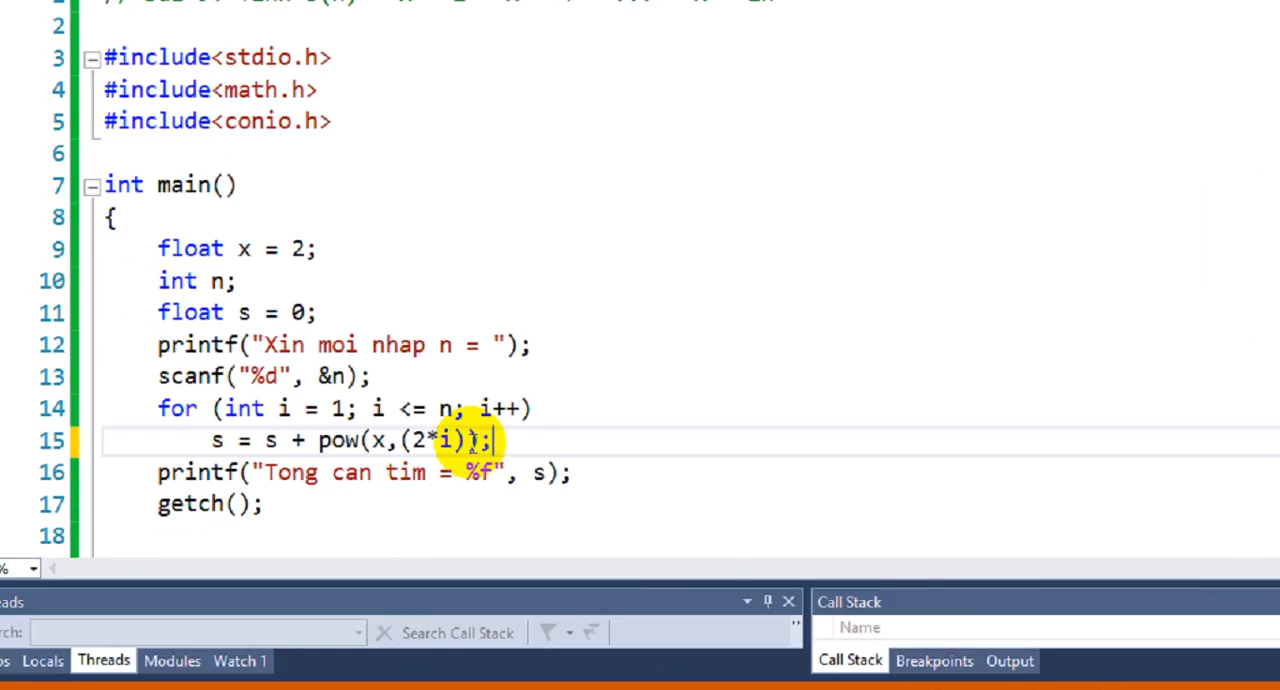 2
3 #include<stdio.h>
4 #include<math.h>
5 #include<conio.h>
6
7 int main()
8 {
9 float x = 2;
10 int n;
11 float s = 0;
12 printf("Xin moi nhap n = ");
13 scanf("%d", &n);
14 for (int i = 1; i <= n; i++)
15 s = s + pow(x,(2*i));
16 printf("Tong can tim = %f", s);
17 getch();
18
%
Call Stack
Search Call Stack
Name
Locals Threads Modules Watch 1
Call Stack Breakpoints Output